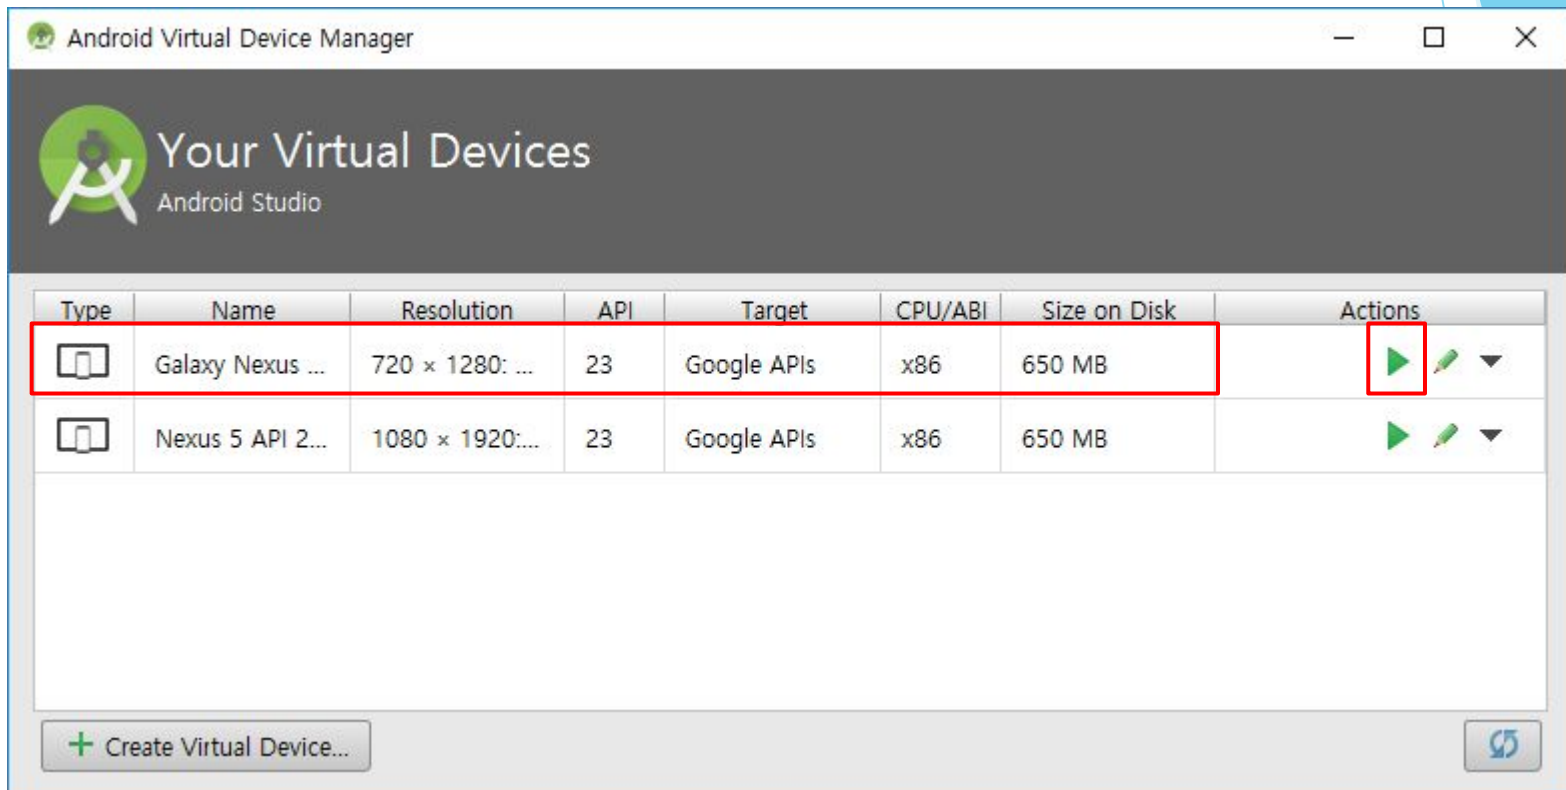 Android Virtual Device Manager
Your Virtual Devices
Android Studio
Type Name Resolution API Target CPU/ABI Size on Disk Actions
Galaxy Nexus ... 720 × 1280: ... 23 Google APIs x86 650 MB
Nexus 5 API 2... 1080 × 1920:... 23 Google APIs x86 650 MB
Create Virtual Device...